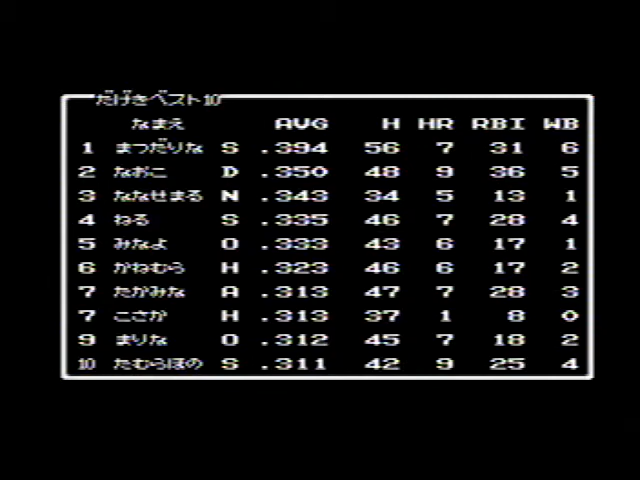 だげきベスト10
なまえ AVG H HR RBI WB
1 まつだりな S .394 56 7 31 6
2 なおこ D .350 48 9 36 5
3 ななせまる N .343 34 5 13 1
4 ねる S .335 46 7 28 4
5 みなよ O .333 43 6 17 1
6 かねむら H .323 46 6 17 2
7 たかみな A .313 47 7 28 3
7 こさか H .313 37 1 8 0
9 まりな O .312 45 7 18 2
10 たむらほの S .311 42 9 25 4